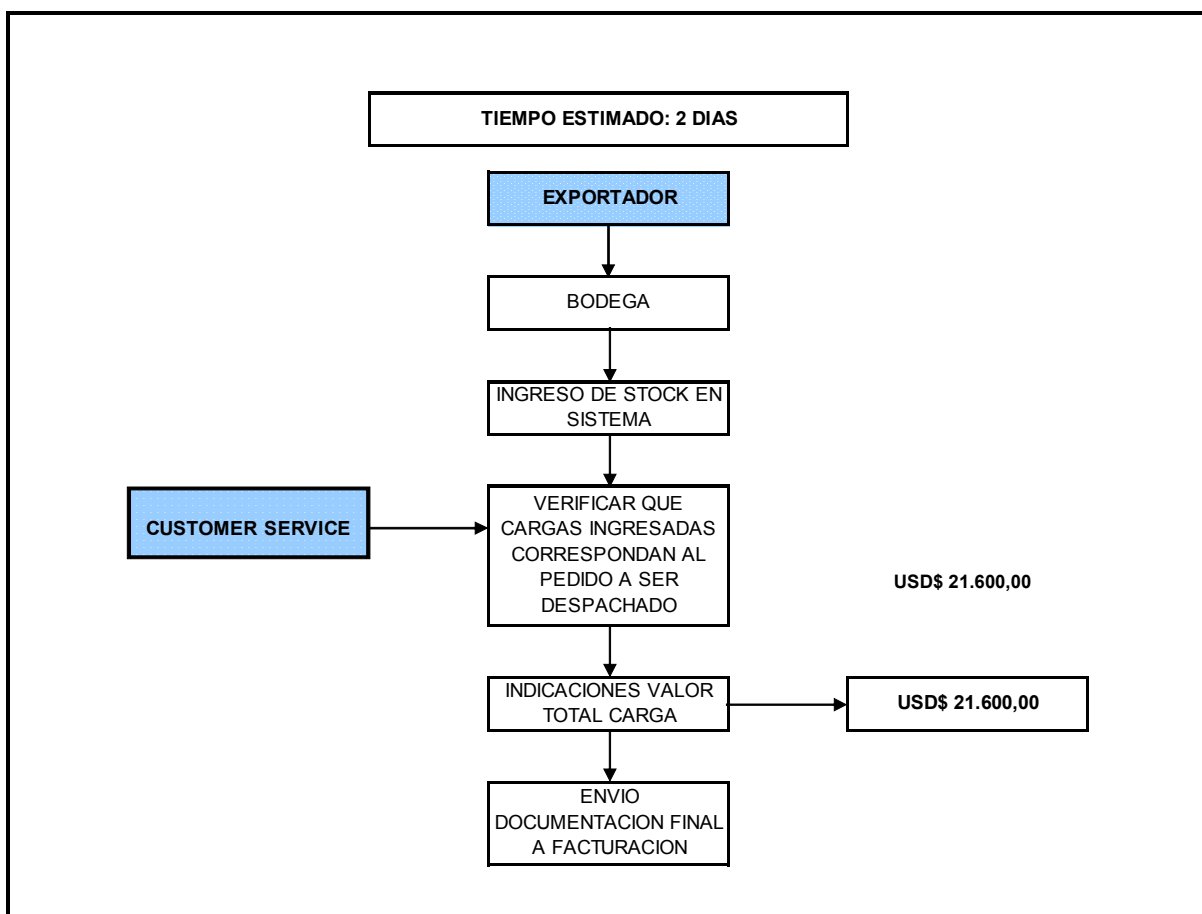 TIEMPO ESTIMADO: 2 DIAS
EXPORTADOR
BODEGA
INGRESO DE STOCK EN
SISTEMA
CUSTOMER SERVICE
VERIFICAR QUE
CARGAS INGRESADAS
CORRESPONDAN AL
PEDIDO A SER
DESPACHADO
USD$ 21.600,00
INDICACIONES VALOR
TOTAL CARGA
USD$ 21.600,00
ENVIO
DOCUMENTACION FINAL
A FACTURACION